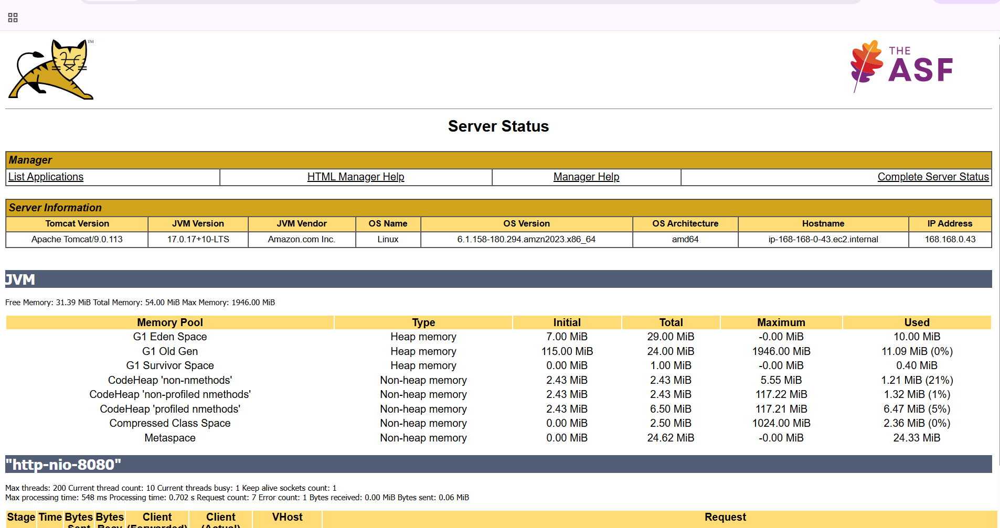 TM
THE
ASF
Server Status
Manager
List Applications HTML Manager Help Manager Help Complete Server Status
Server Information
Tomcat Version JVM Version JVM Vendor OS Name OS Version OS Architecture Hostname IP Address
Apache Tomcat/9.0.113 17.0.17+10-LTS Amazon.com Inc. Linux 6.1.158-180.294.amzn2023.x86_64 amd64 ip-168-168-0-43.ec2.internal 168.168.0.43
JVM
Free Memory: 31.39 MiB Total Memory: 54.00 MiB Max Memory: 1946.00 MiB
Memory Pool Type Initial Total Maximum Used
G1 Eden Space Heap memory 7.00 MiB 29.00 MiB -0.00 MiB 10.00 MiB
G1 Old Gen Heap memory 115.00 MiB 24.00 MiB 1946.00 MiB 11.09 MiB (0%)
G1 Survivor Space Heap memory 0.00 MiB 1.00 MiB -0.00 MiB 0.40 MiB
CodeHeap 'non-nmethods' Non-heap memory 2.43 MiB 2.43 MiB 5.55 MiB 1.21 MiB (21%)
CodeHeap 'non-profiled nmethods' Non-heap memory 2.43 MiB 2.43 MiB 117.22 MiB 1.32 MiB (1%)
CodeHeap 'profiled nmethods' Non-heap memory 2.43 MiB 6.50 MiB 117.21 MiB 6.47 MiB (5%)
Compressed Class Space Non-heap memory 0.00 MiB 2.50 MiB 1024.00 MiB 2.36 MiB (0%)
Metaspace Non-heap memory 0.00 MiB 24.62 MiB -0.00 MiB 24.33 MiB
"http-nio-8080"
Max threads: 200 Current thread count: 10 Current threads busy: 1 Keep alive sockets count: 1
Max processing time: 548 ms Processing time: 0.702 s Request count: 7 Error count: 1 Bytes received: 0.00 MiB Bytes sent: 0.06 MiB
Stage Time Bytes Bytes Client Client VHost Request
Sent Recv (Forwarded) (Actual)